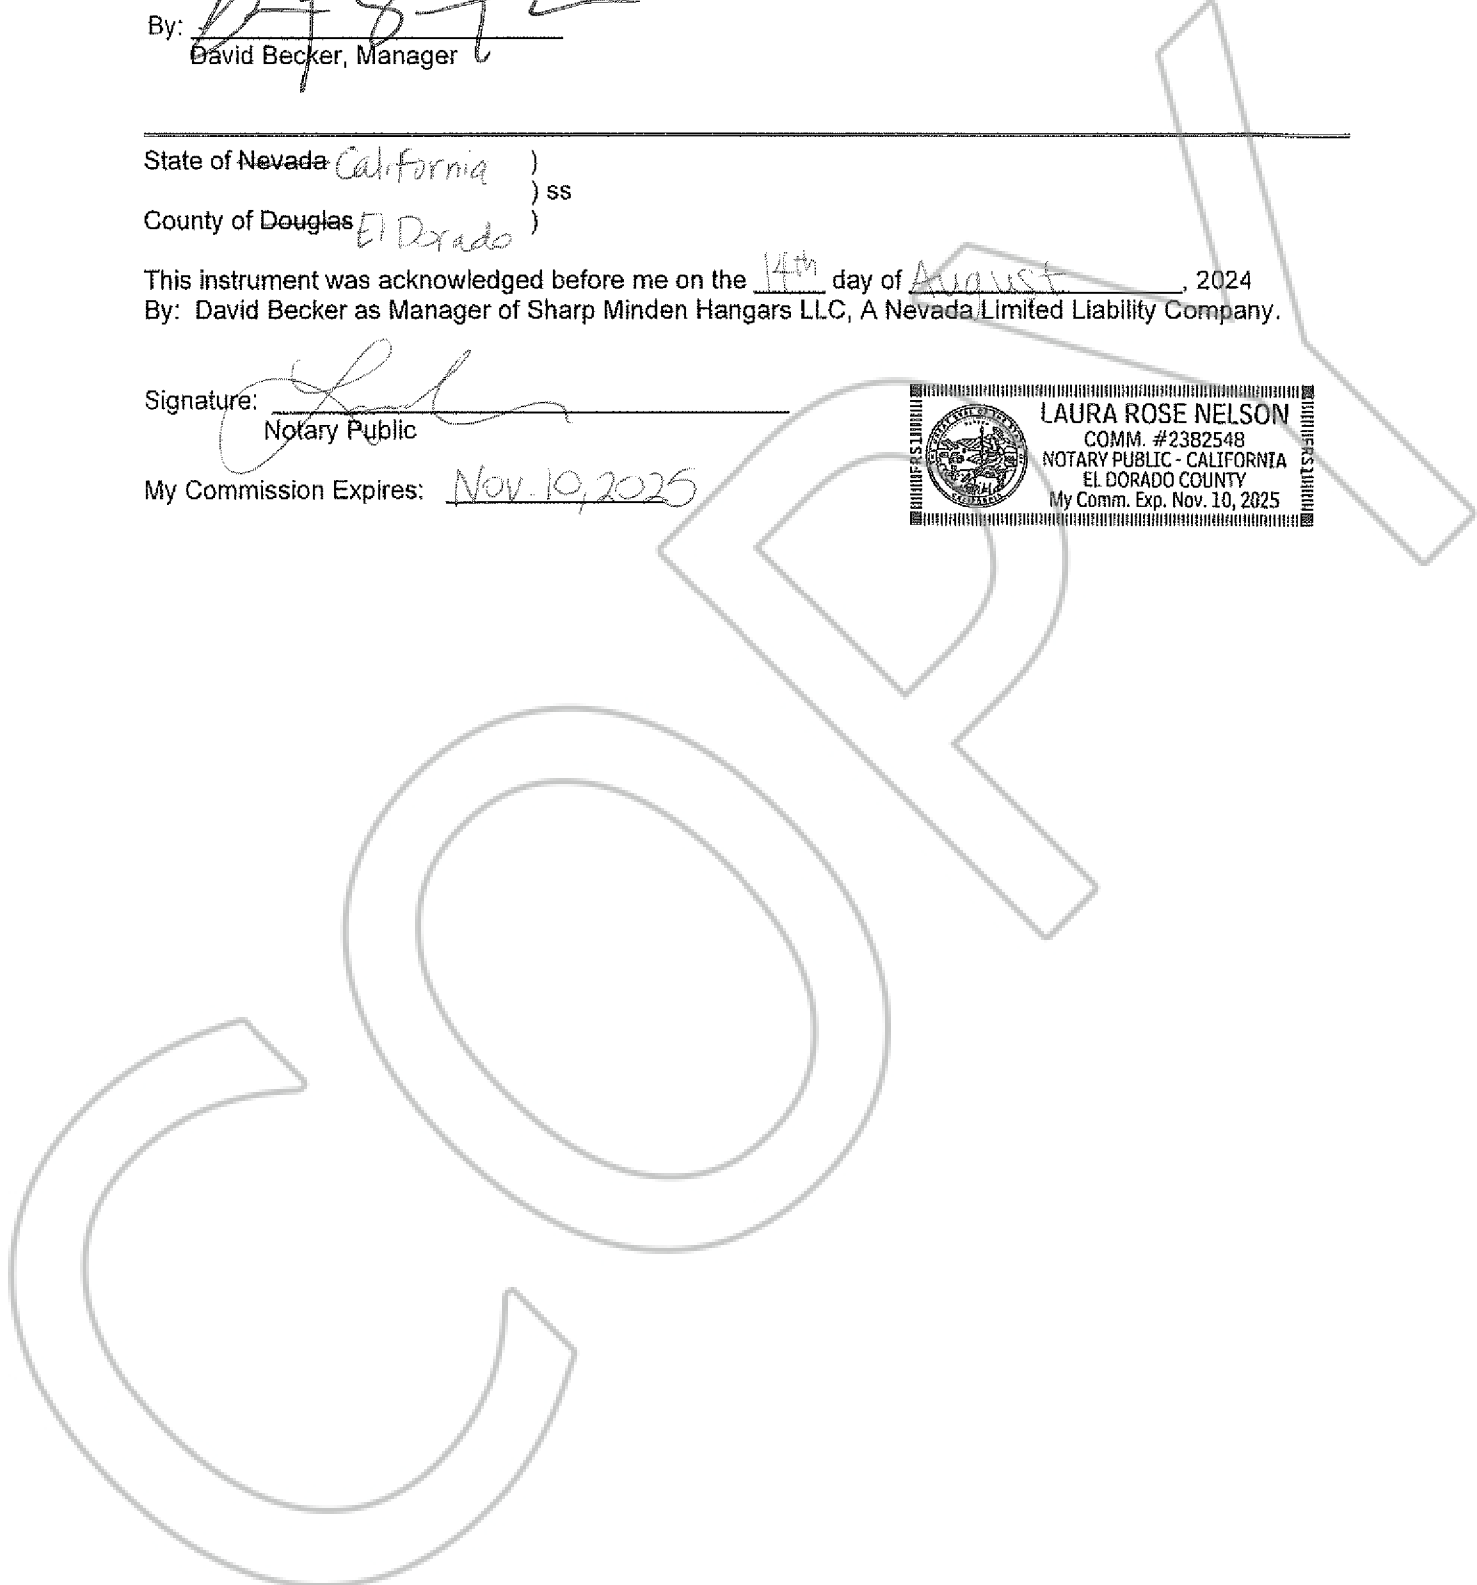 By:
David Becker, Manager
State of Nevada California )
) ss
County of Douglas El Dorado )
This instrument was acknowledged before me on the 14th day of August, 2024
By: David Becker as Manager of Sharp Minden Hangars LLC, A Nevada Limited Liability Company.
Signature:
Notary Public
My Commission Expires: Nov. 10, 2025
LAURA ROSE NELSON
COMM. #2382548
NOTARY PUBLIC - CALIFORNIA
EL DORADO COUNTY
My Comm. Exp. Nov. 10, 2025
COPY